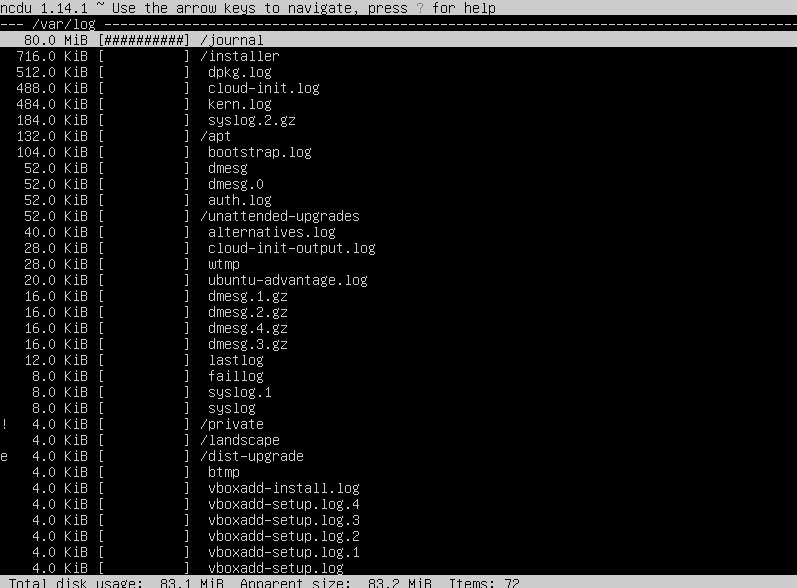 ncdu 1.14.1 ~ Use the arrow keys to navigate, press ? for help
--- /var/log ---------------------------------------------------------------------------------------
80.0 MiB [##########] /journal
716.0 KiB [          ] /installer
512.0 KiB [          ]  dpkg.log
488.0 KiB [          ]  cloud-init.log
484.0 KiB [          ]  kern.log
184.0 KiB [          ]  syslog.2.gz
132.0 KiB [          ] /apt
104.0 KiB [          ]  bootstrap.log
52.0 KiB [          ]  dmesg
52.0 KiB [          ]  dmesg.0
52.0 KiB [          ]  auth.log
52.0 KiB [          ] /unattended-upgrades
40.0 KiB [          ]  alternatives.log
28.0 KiB [          ]  cloud-init-output.log
28.0 KiB [          ]  wtmp
20.0 KiB [          ]  ubuntu-advantage.log
16.0 KiB [          ]  dmesg.1.gz
16.0 KiB [          ]  dmesg.2.gz
16.0 KiB [          ]  dmesg.4.gz
16.0 KiB [          ]  dmesg.3.gz
12.0 KiB [          ]  lastlog
8.0 KiB [          ]  faillog
8.0 KiB [          ]  syslog.1
8.0 KiB [          ]  syslog
! 4.0 KiB [          ] /private
4.0 KiB [          ] /landscape
e 4.0 KiB [          ] /dist-upgrade
4.0 KiB [          ]  btmp
4.0 KiB [          ]  vboxadd-install.log
4.0 KiB [          ]  vboxadd-setup.log.4
4.0 KiB [          ]  vboxadd-setup.log.3
4.0 KiB [          ]  vboxadd-setup.log.2
4.0 KiB [          ]  vboxadd-setup.log.1
4.0 KiB [          ]  vboxadd-setup.log
Total disk usage:  83.1 MiB  Apparent size:  83.2 MiB  Items: 72